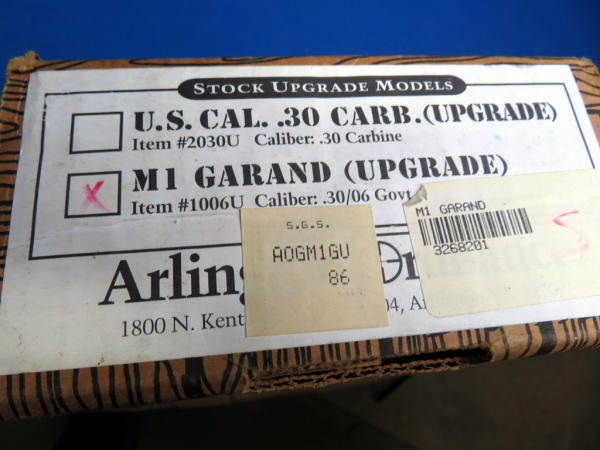 STOCK UPGRADE MODELS
U.S. CAL. .30 CARB. (UPGRADE)
Item #2030U Caliber: .30 Carbine
X
M1 GARAND (UPGRADE)
Item #1006U Caliber: .30/06 Govt
S.G.S.
AOGM1GU
86
M1 GARAND
3268201
S
Arling
1800 N. Kent
04, A